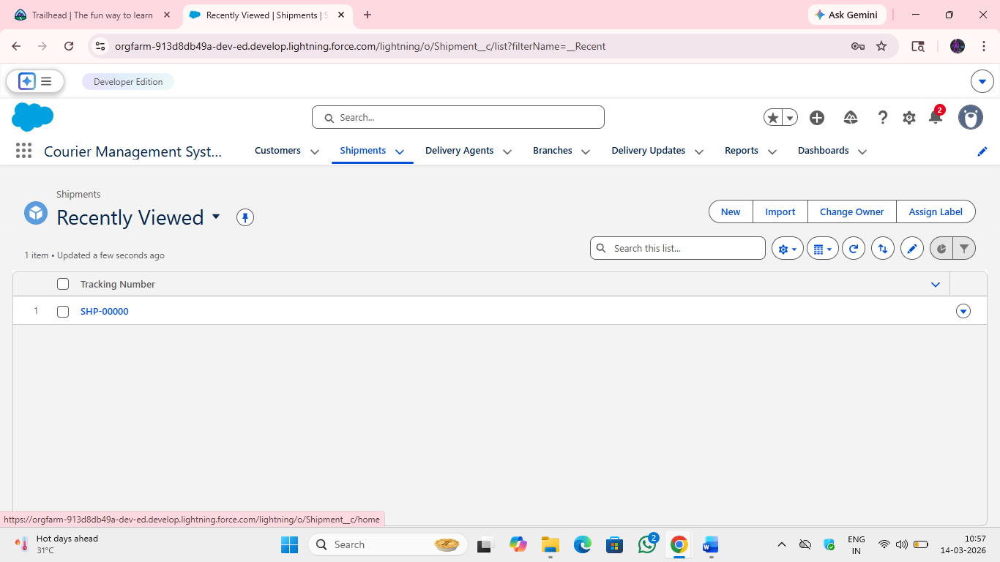 Trailhead | The fun way to learn
Recently Viewed | Shipments | S
Ask Gemini
orgfarm-913d8db49a-dev-ed.develop.lightning.force.com/lightning/o/Shipment__c/list?filterName=__Recent
Developer Edition
Search...
2
Courier Management Syst...
Customers
Shipments
Delivery Agents
Branches
Delivery Updates
Reports
Dashboards
Shipments
Recently Viewed
New
Import
Change Owner
Assign Label
1 item • Updated a few seconds ago
Search this list...
Tracking Number
1
SHP-00000
https://orgfarm-913d8db49a-dev-ed.develop.lightning.force.com/lightning/o/Shipment__c/home
Hot days ahead
31°C
Search
2
ENG
IN
10:57
14-03-2026